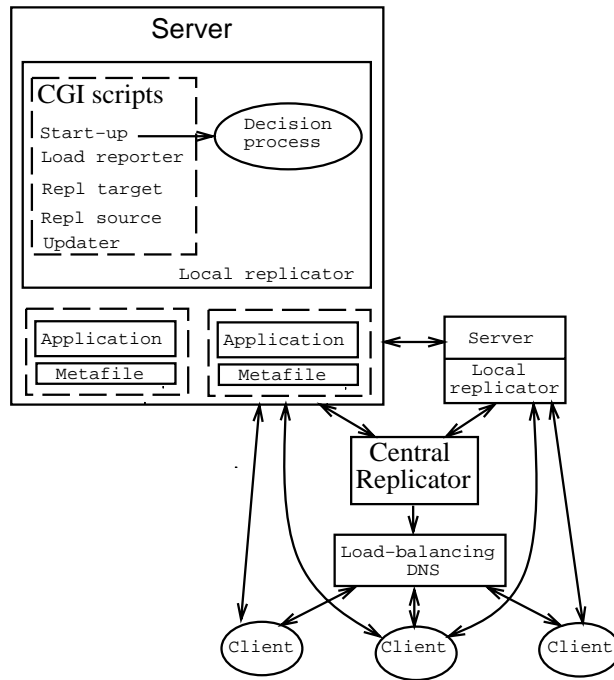 Server
CGI scripts
Start-up
Load reporter
Repl target
Repl source
Updater
Decision
process
Local replicator
Application
Metafile
Application
Metafile
Server
Local
replicator
Central
Replicator
Load-balancing
DNS
Client
Client
Client